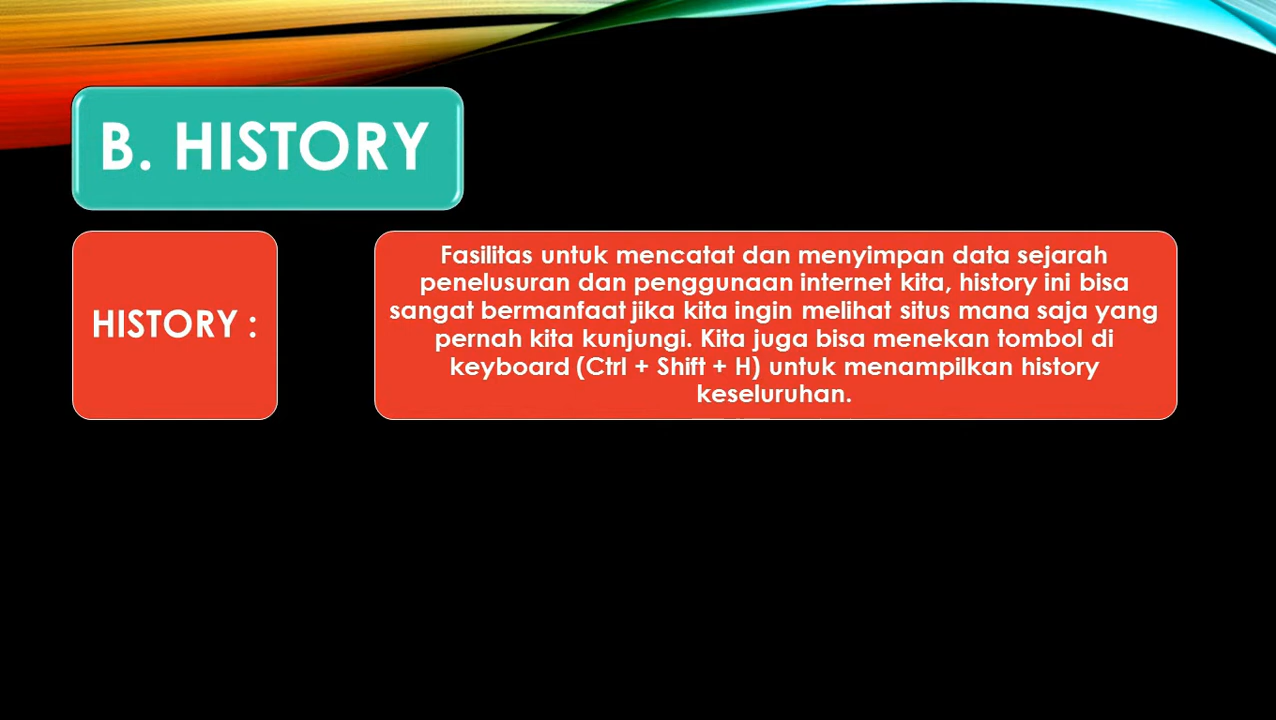 B. HISTORY
HISTORY :
Fasilitas untuk mencatat dan menyimpan data sejarah
penelusuran dan penggunaan internet kita, history ini bisa
sangat bermanfaat jika kita ingin melihat situs mana saja yang
pernah kita kunjungi. Kita juga bisa menekan tombol di
keyboard (Ctrl + Shift + H) untuk menampilkan history
keseluruhan.